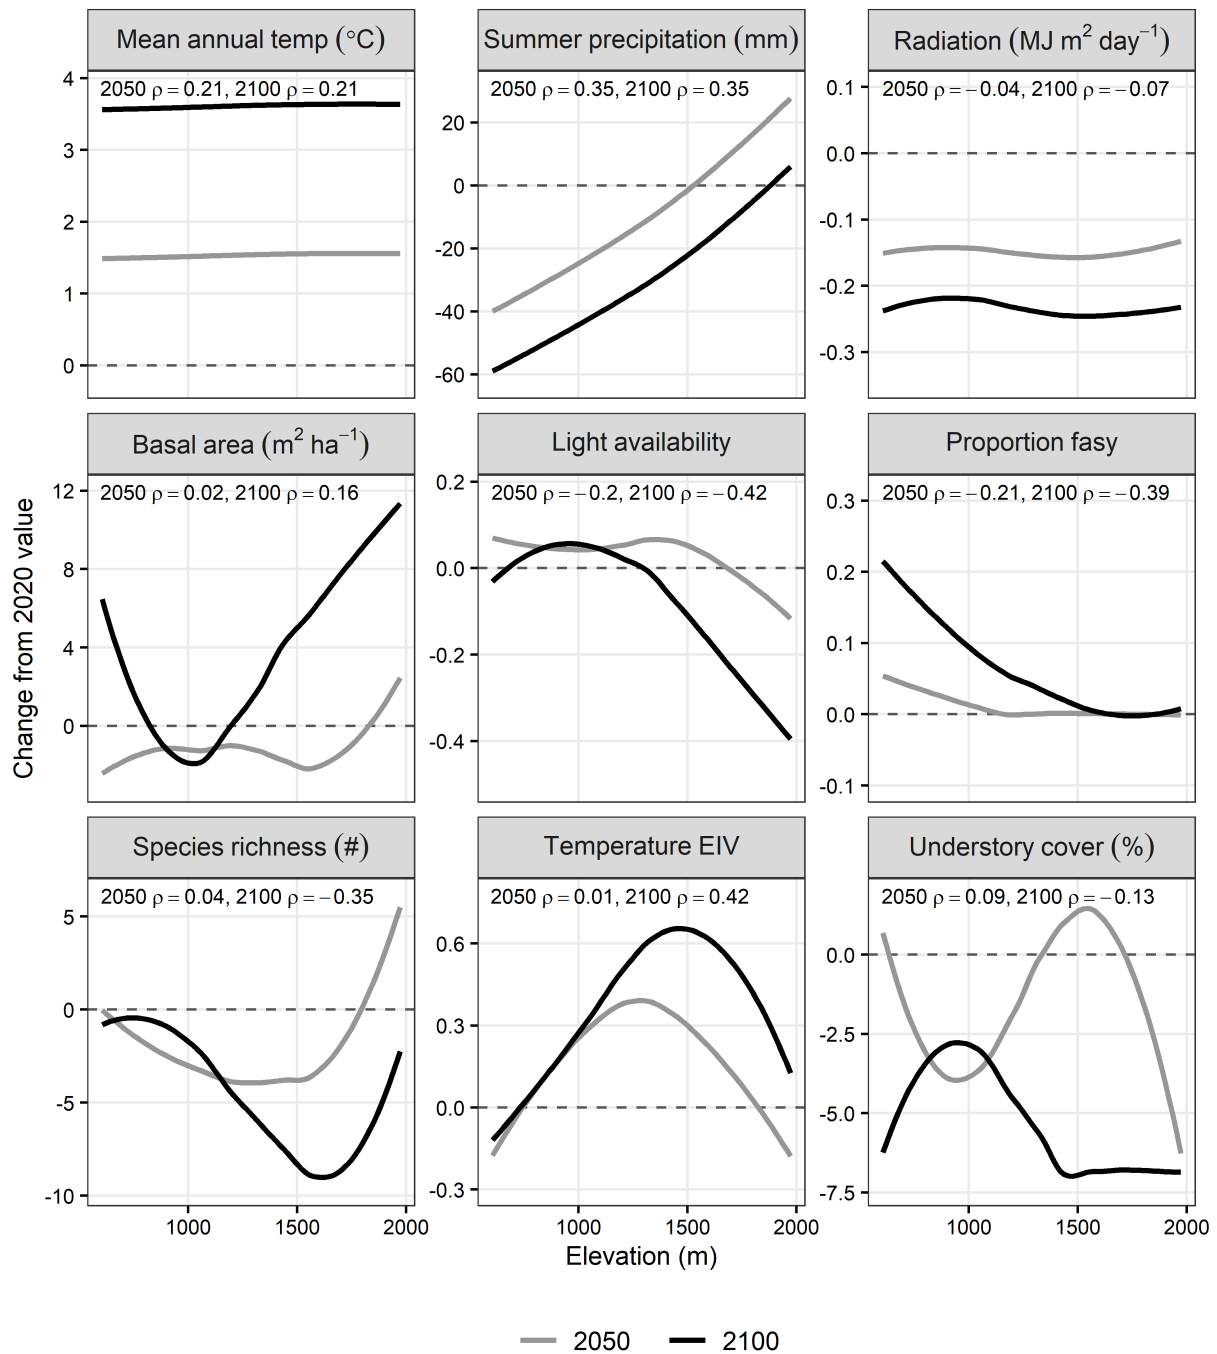 Mean annual temp (°C)
Summer precipitation (mm)
Radiation (MJ m² day⁻¹)
2050 ρ = 0.21, 2100 ρ = 0.21
2050 ρ = 0.35, 2100 ρ = 0.35
2050 ρ = −0.04, 2100 ρ = −0.07
4
3
2
1
0
20
0
-20
-40
-60
0.1
0.0
-0.1
-0.2
-0.3
Basal area (m² ha⁻¹)
Light availability
Proportion fasy
2050 ρ = 0.02, 2100 ρ = 0.16
2050 ρ = −0.2, 2100 ρ = −0.42
2050 ρ = −0.21, 2100 ρ = −0.39
12
8
4
0
0.2
0.0
-0.2
-0.4
0.3
0.2
0.1
0.0
-0.1
Change from 2020 value
Species richness (#)
Temperature EIV
Understory cover (%)
2050 ρ = 0.04, 2100 ρ = −0.35
2050 ρ = 0.01, 2100 ρ = 0.42
2050 ρ = 0.09, 2100 ρ = −0.13
5
0
-5
-10
0.6
0.3
0.0
-0.3
0.0
-2.5
-5.0
-7.5
1000 1500 2000
1000 1500 2000
1000 1500 2000
Elevation (m)
2050 2100